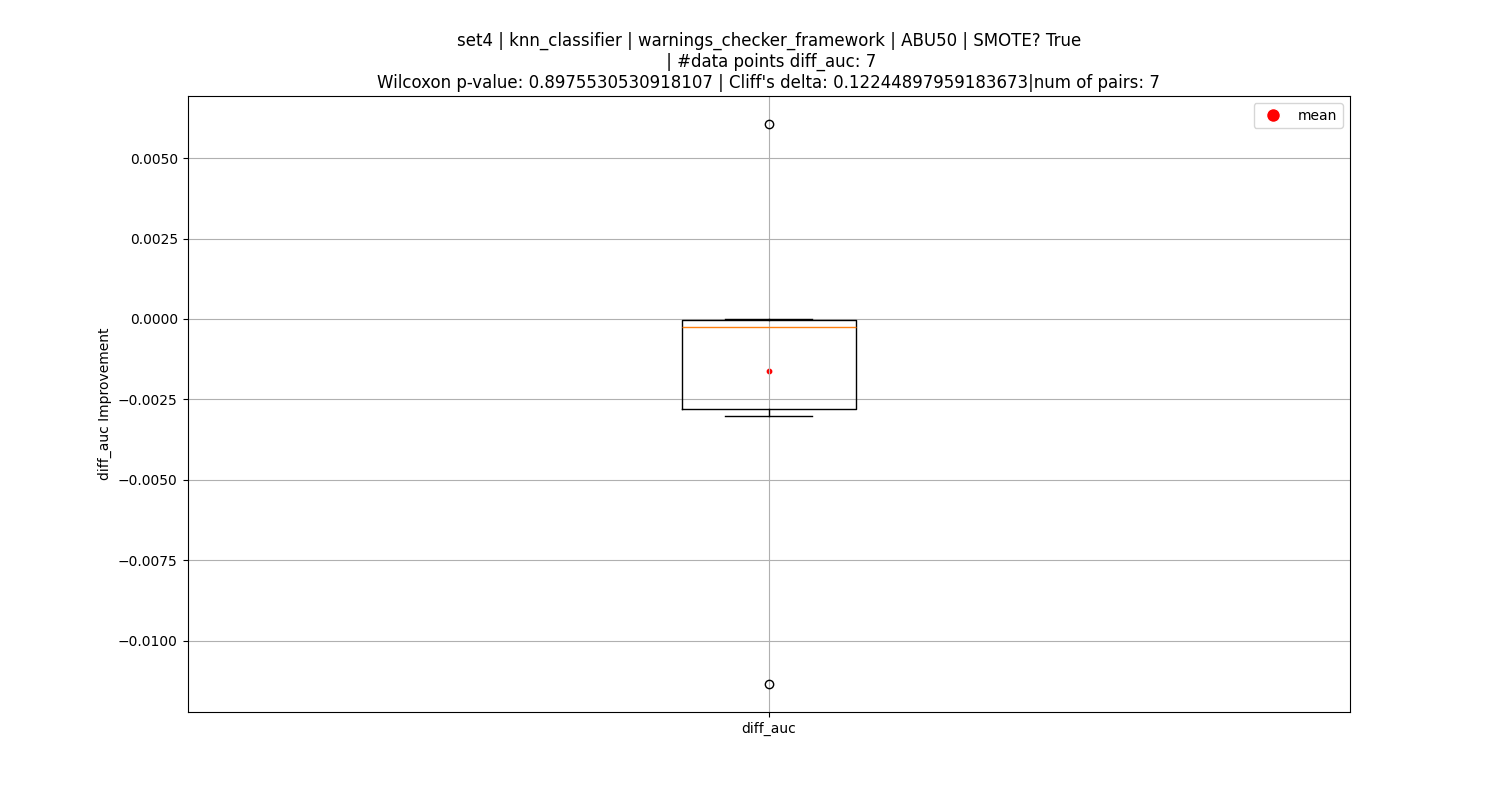 set4 | knn_classifier | warnings_checker_framework | ABU50 | SMOTE? True
| #data points diff_auc: 7
Wilcoxon p-value: 0.8975530530918107 | Cliff's delta: 0.12244897959183673|num of pairs: 7
mean
0.0050
0.0025
0.0000
−0.0025
−0.0050
−0.0075
−0.0100
diff_auc Improvement
diff_auc